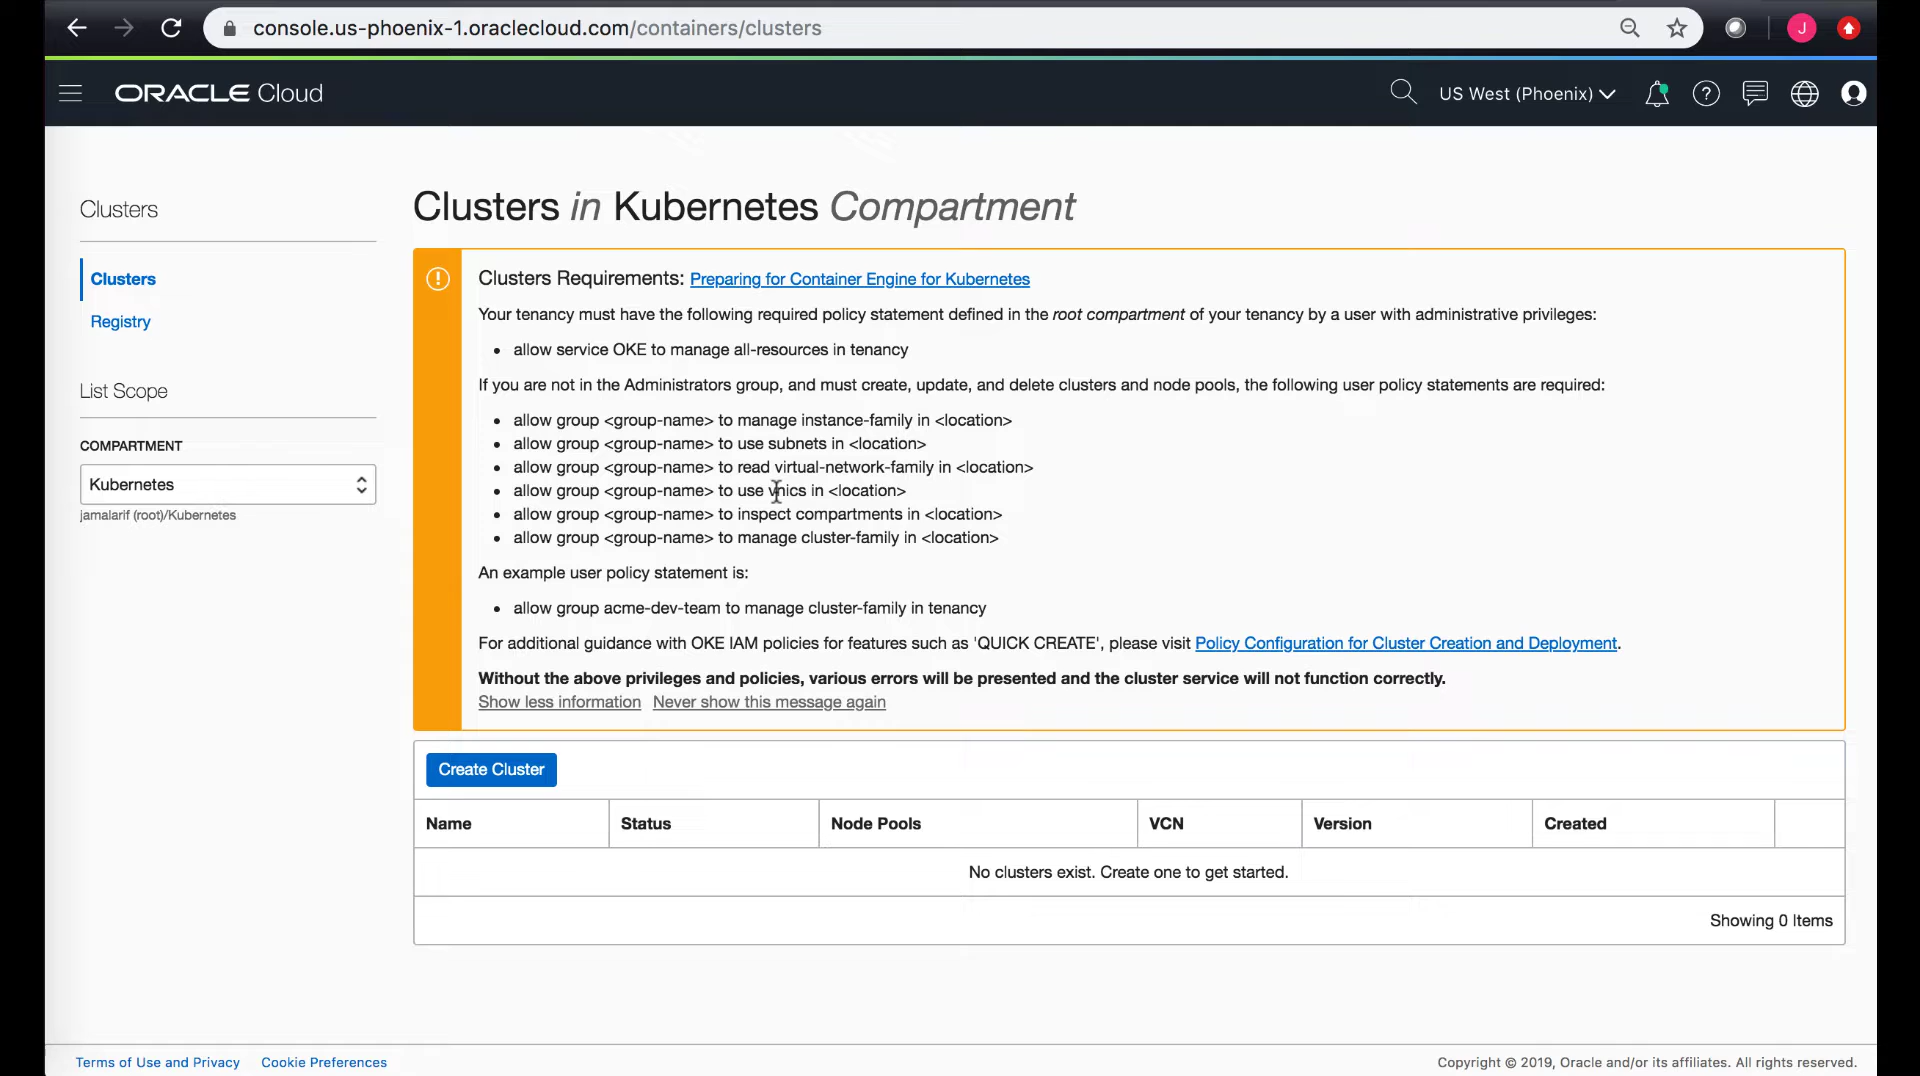 console.us-phoenix-1.oraclecloud.com/containers/clusters
J
ORACLE Cloud
US West (Phoenix)
Clusters
Clusters
Registry
List Scope
COMPARTMENT
Kubernetes
jamalarif (root)/Kubernetes
Clusters in Kubernetes Compartment
Clusters Requirements: Preparing for Container Engine for Kubernetes
Your tenancy must have the following required policy statement defined in the root compartment of your tenancy by a user with administrative privileges:
• allow service OKE to manage all-resources in tenancy
If you are not in the Administrators group, and must create, update, and delete clusters and node pools, the following user policy statements are required:
• allow group <group-name> to manage instance-family in <location>
• allow group <group-name> to use subnets in <location>
• allow group <group-name> to read virtual-network-family in <location>
• allow group <group-name> to use vnics in <location>
• allow group <group-name> to inspect compartments in <location>
• allow group <group-name> to manage cluster-family in <location>
An example user policy statement is:
• allow group acme-dev-team to manage cluster-family in tenancy
For additional guidance with OKE IAM policies for features such as 'QUICK CREATE', please visit Policy Configuration for Cluster Creation and Deployment.
Without the above privileges and policies, various errors will be presented and the cluster service will not function correctly.
Show less information Never show this message again
Create Cluster
Name Status Node Pools VCN Version Created
No clusters exist. Create one to get started.
Showing 0 Items
Terms of Use and Privacy Cookie Preferences
Copyright © 2019, Oracle and/or its affiliates. All rights reserved.